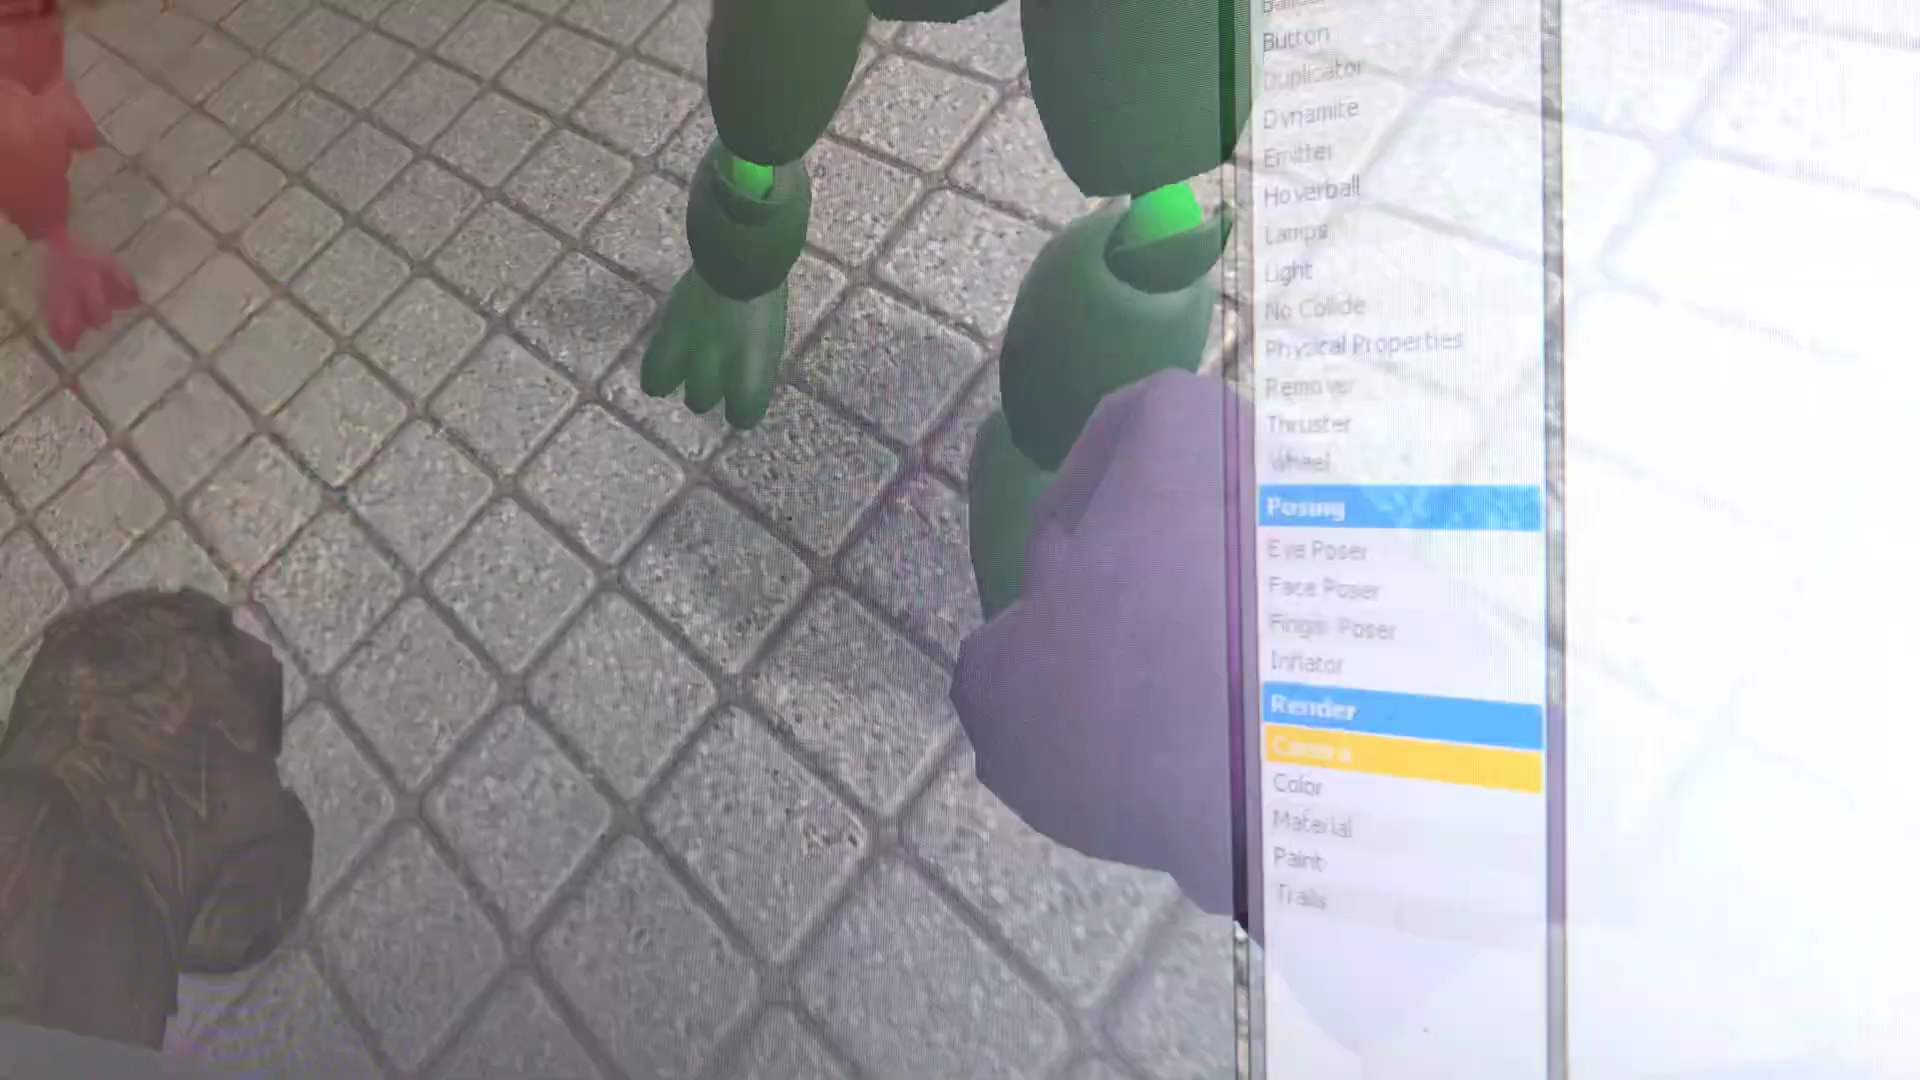 Button
Duplicator
Dynamite
Emitter
Hoverball
Lamps
Light
No Collide
Physical Properties
Remover
Thruster
Wheel
Posing
Eye Poser
Face Poser
Finger Poser
Inflator
Render
Camera
Color
Material
Paint
Trails